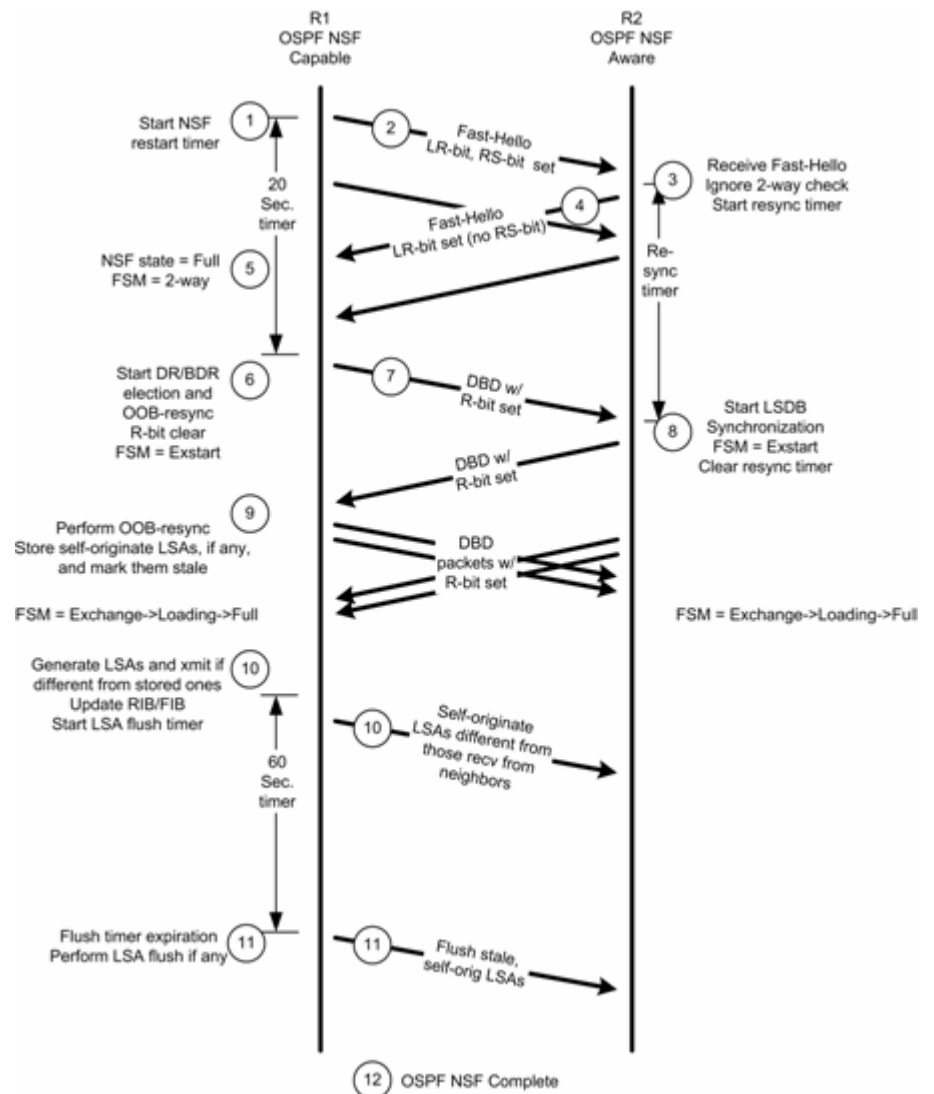 R1
OSPF NSF
Capable
R2
OSPF NSF
Aware
1
Start NSF
restart timer
2
Fast-Hello
LR-bit, RS-bit set
3
Receive Fast-Hello
Ignore 2-way check
Start resync timer
20
Sec.
timer
4
Fast-Hello
LR-bit set (no RS-bit)
Re-
sync
timer
NSF state = Full
FSM = 2-way
5
6
Start DR/BDR
election and
OOB-resync
R-bit clear
FSM = Exstart
7
DBD w/
R-bit set
8
Start LSDB
Synchronization
FSM = Exstart
Clear resync timer
DBD w/
R-bit set
9
Perform OOB-resync
Store self-originate LSAs, if any,
and mark them stale
DBD
packets w/
R-bit set
FSM = Exchange->Loading->Full
FSM = Exchange->Loading->Full
Generate LSAs and xmit if
different from stored ones
Update RIB/FIB
Start LSA flush timer
10
10
Self-originate
LSAs different from
those recv from
neighbors
60
Sec.
timer
Flush timer expiration
Perform LSA flush if any
11
11
Flush stale,
self-orig LSAs
12
OSPF NSF Complete